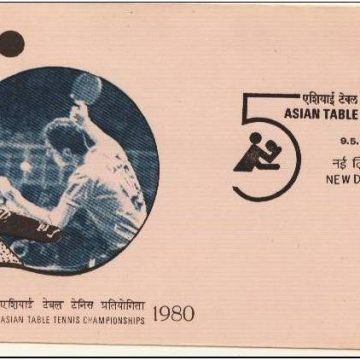 5
एशियाई टेबल
ASIAN TABLE
9.5.
नई दि
NEW D
एशियाई टेबल टेनिस प्रतियोगिता
ASIAN TABLE TENNIS CHAMPIONSHIPS 1980